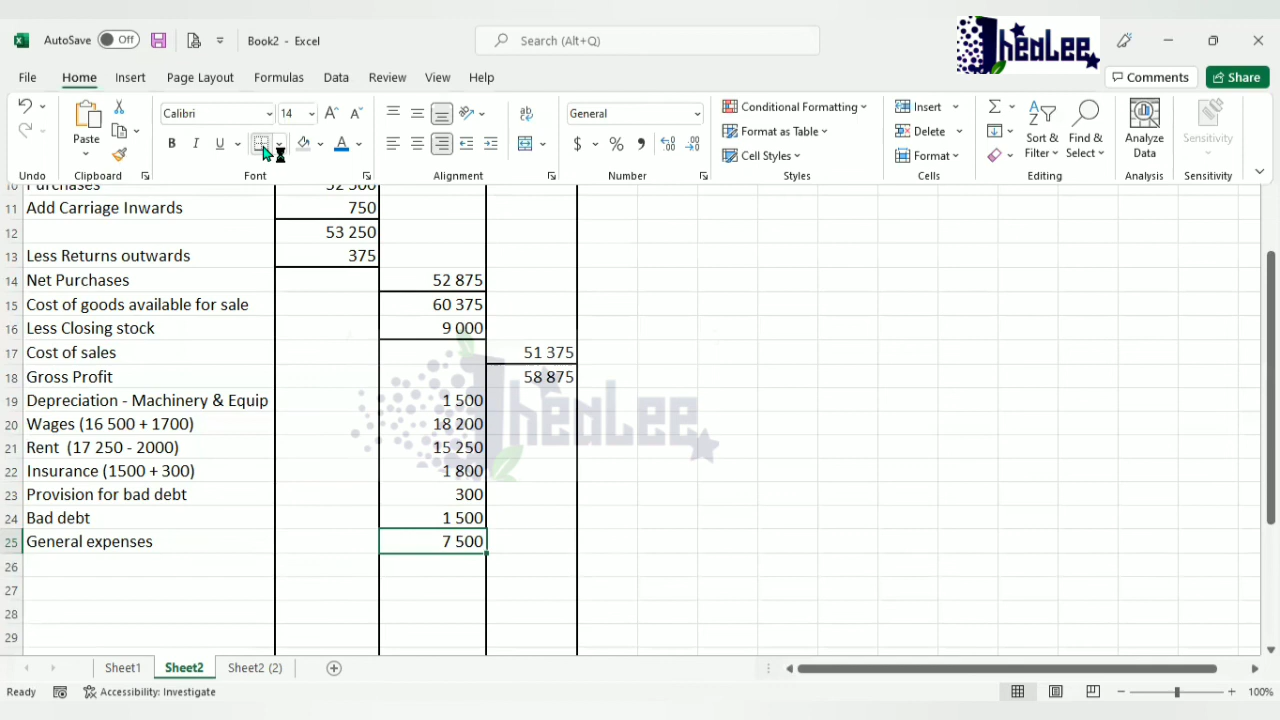 AutoSave Off Book2 - Excel Search (Alt+Q) TheaLee
File Home Insert Page Layout Formulas Data Review View Help Comments Share
Calibri 14 General Conditional Formatting Insert
Paste Format as Table Delete Sort & Find & Analyze Sensitivity
B I U A $ % Cell Styles Format Filter Select Data
Undo Clipboard Font Alignment Number Styles Cells Editing Analysis Sensitivity
11 Add Carriage Inwards 750
12 53 250
13 Less Returns outwards 375
14 Net Purchases 52 875
15 Cost of goods available for sale 60 375
16 Less Closing stock 9 000
17 Cost of sales 51 375
18 Gross Profit 58 875
19 Depreciation - Machinery & Equip 1 500
20 Wages (16 500 + 1700) 18 200
21 Rent (17 250 - 2000) 15 250
22 Insurance (1500 + 300) 1 800
23 Provision for bad debt 300
24 Bad debt 1 500
25 General expenses 7 500
26
27
28
29
TheaLee
Sheet1 Sheet2 Sheet2 (2)
Ready Accessibility: Investigate 100%